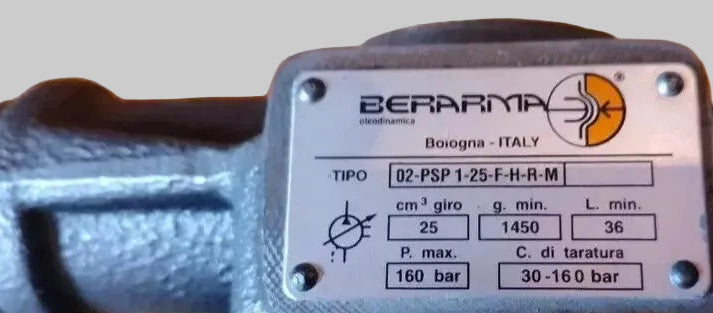 BERARMA ®
oleodinamica
Bologna - ITALY
TIPO 02-PSP 1-25-F-H-R-M
cm³ giro g. min. L. min.
25 1450 36
P. max. C. di taratura
160 bar 30-160 bar